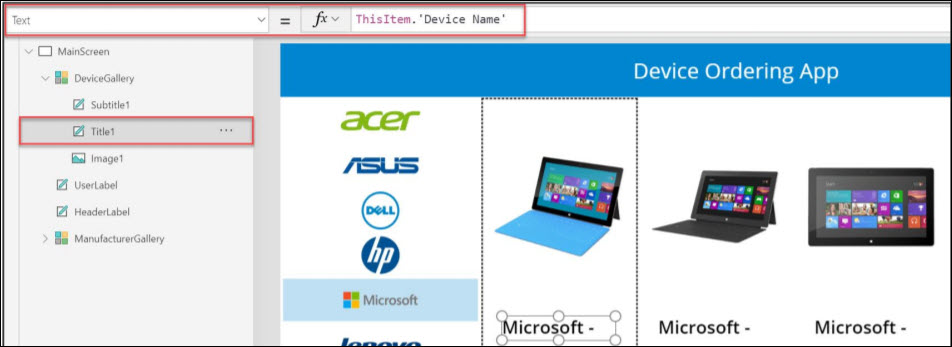 Text = fx ThisItem.'Device Name'
MainScreen
DeviceGallery
Subtitle1
Title1 ...
Image1
UserLabel
HeaderLabel
ManufacturerGallery
Device Ordering App
acer
ASUS
DELL
hp
Microsoft
lenovo
Microsoft -
Microsoft -
Microsoft -